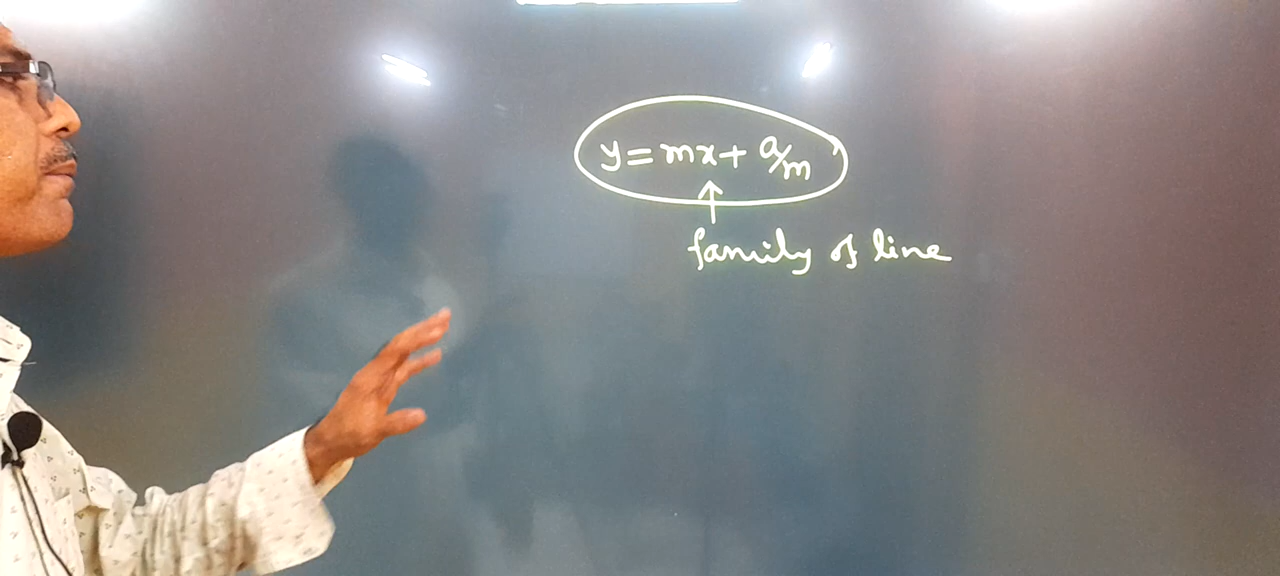 y = mx + a/m
↑
family of line